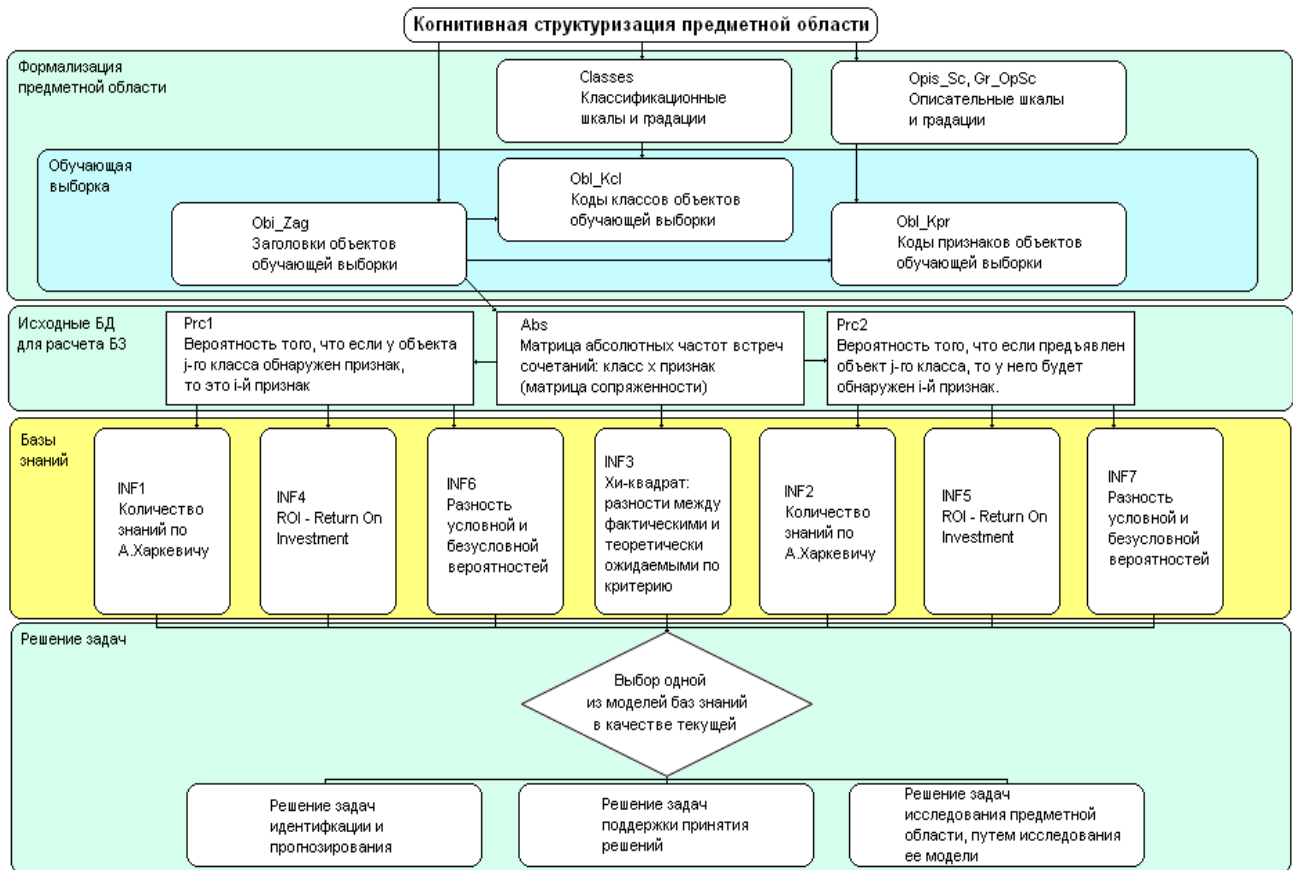 Когнитивная структуризация предметной области
Формализация
предметной области
Classes
Классификационные
шкалы и градации
Opis_Sc, Gr_OpSc
Описательные шкалы
и градации
Обучающая
выборка
Obl_Kcl
Коды классов объектов
обучающей выборки
Obi_Zag
Заголовки объектов
обучающей выборки
Obl_Kpr
Коды признаков объектов
обучающей выборки
Исходные БД
для расчета БЗ
Prc1
Вероятность того, что если у объекта
j-го класса обнаружен признак,
то это i-й признак
Abs
Матрица абсолютных частот встреч
сочетаний: класс x признак
(матрица сопряженности)
Prc2
Вероятность того, что если предъявлен
объект j-го класса, то у него будет
обнаружен i-й признак.
Базы
знаний
INF1
Количество
знаний по
А.Харкевичу
INF4
ROI - Return On
Investment
INF6
Разность
условной и
безусловной
вероятностей
INF3
Хи-квадрат:
разности между
фактическими и
теоретически
ожидаемыми по
критерию
INF2
Количество
знаний по
А.Харкевичу
INF5
ROI - Return On
Investment
INF7
Разность
условной и
безусловной
вероятностей
Решение задач
Выбор одной
из моделей баз знаний
в качестве текущей
Решение задач
идентифкации и
прогнозирования
Решение задач
поддержки принятия
решений
Решение задач
исследования предметной
области, путем исследования
ее модели